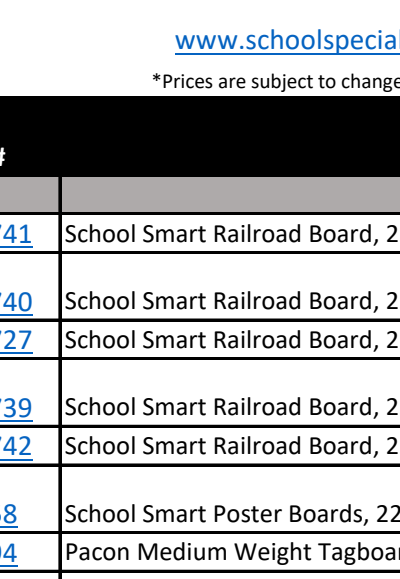 www.schoolspecial
*Prices are subject to change
#
741 School Smart Railroad Board, 2
740 School Smart Railroad Board, 2
727 School Smart Railroad Board, 2
739 School Smart Railroad Board, 2
742 School Smart Railroad Board, 2
8 School Smart Poster Boards, 22
4 Pacon Medium Weight Tagboar